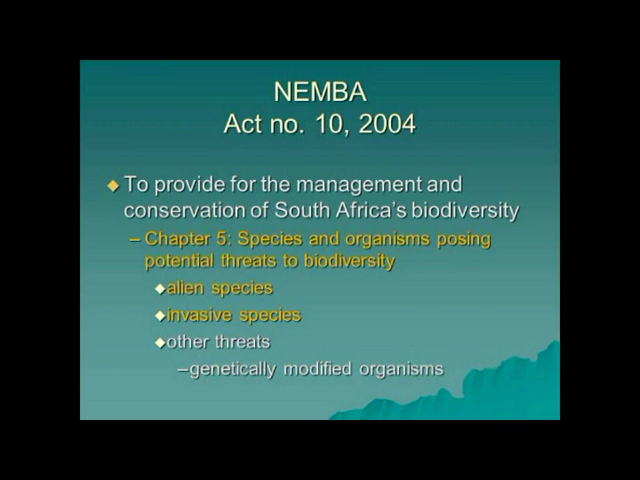 NEMBA
Act no. 10, 2004
To provide for the management and
conservation of South Africa's biodiversity
– Chapter 5: Species and organisms posing
potential threats to biodiversity
alien species
invasive species
other threats
–genetically modified organisms